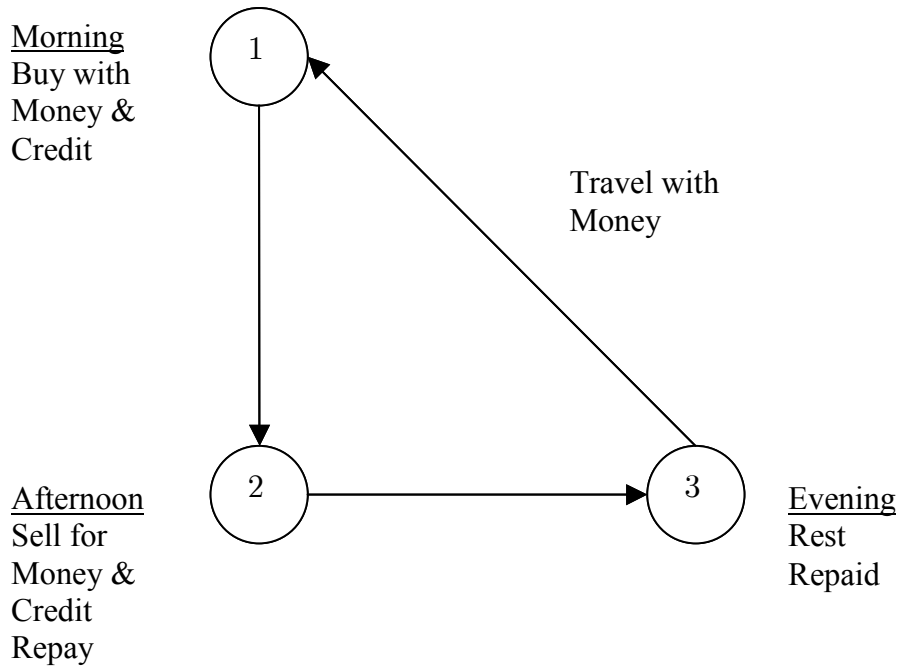 Morning
Buy with
Money &
Credit
1
Travel with
Money
Afternoon
Sell for
Money &
Credit
Repay
2
3
Evening
Rest
Repaid